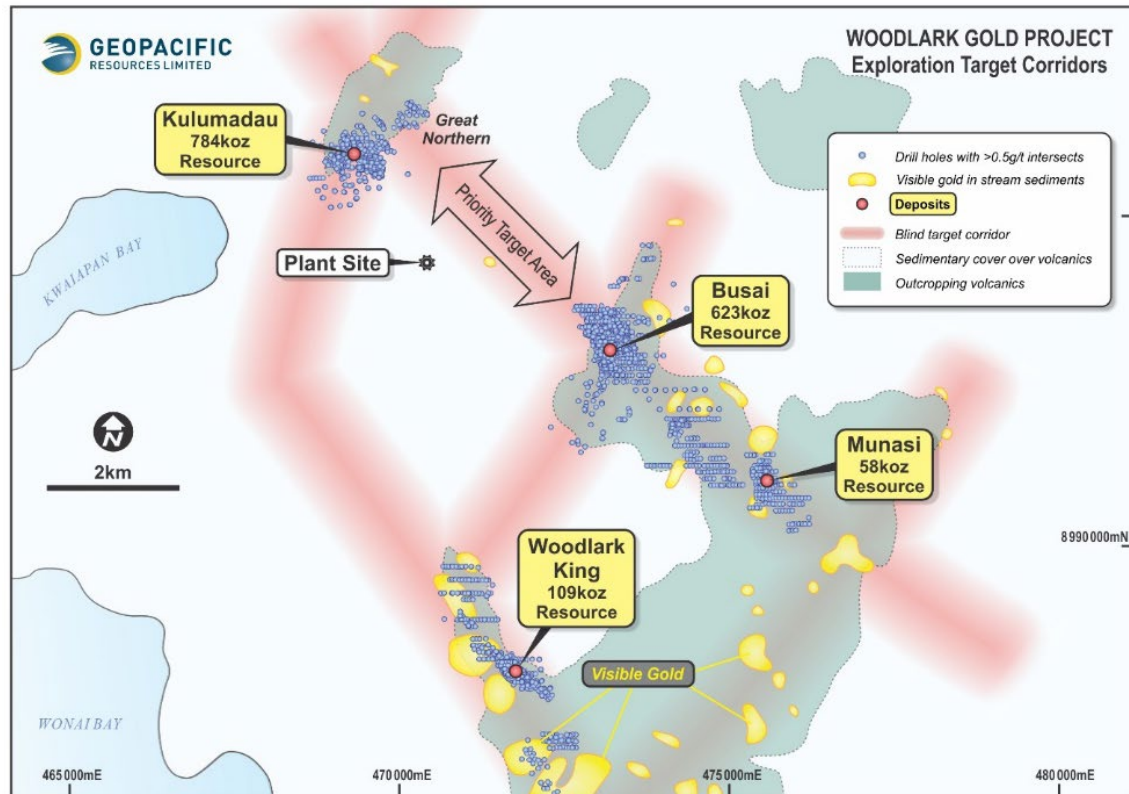 GEOPACIFIC
RESOURCES LIMITED
WOODLARK GOLD PROJECT
Exploration Target Corridors
Kulumadau
784koz
Resource
Great
Northern
Drill holes with >0.5g/t intersects
Visible gold in stream sediments
Deposits
Blind target corridor
Sedimentary cover over volcanics
Outcropping volcanics
KWAIAPAN BAY
Priority Target Area
Plant Site
Busai
623koz
Resource
N
2km
Munasi
58koz
Resource
Woodlark
King
109koz
Resource
8990000mN
Visible Gold
WONAI BAY
465000mE
470000mE
475000mE
480000mE